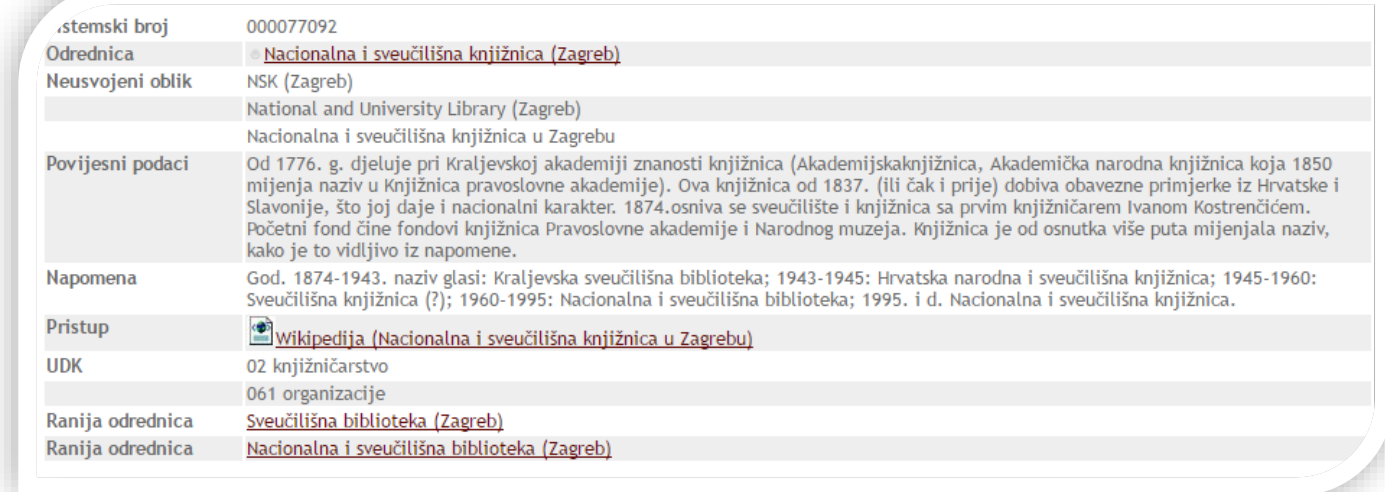 istemski broj 000077092
Odrednica Nacionalna i sveučilišna knjižnica (Zagreb)
Neusvojeni oblik NSK (Zagreb)
National and University Library (Zagreb)
Nacionalna i sveučilišna knjižnica u Zagrebu
Povijesni podaci Od 1776. g. djeluje pri Kraljevskoj akademiji znanosti knjižnica (Akademijskaknjižnica, Akademička narodna knjižnica koja 1850
mijenja naziv u Knjižnica pravoslovne akademije). Ova knjižnica od 1837. (ili čak i prije) dobiva obavezne primjerke iz Hrvatske i
Slavonije, što joj daje i nacionalni karakter. 1874.osniva se sveučilište i knjižnica sa prvim knjižničarem Ivanom Kostrenčićem.
Početni fond čine fondovi knjižnica Pravoslovne akademije i Narodnog muzeja. Knjižnica je od osnutka više puta mijenjala naziv,
kako je to vidljivo iz napomene.
Napomena God. 1874-1943. naziv glasi: Kraljevska sveučilišna biblioteka; 1943-1945: Hrvatska narodna i sveučilišna knjižnica; 1945-1960:
Sveučilišna knjižnica (?); 1960-1995: Nacionalna i sveučilišna biblioteka; 1995. i d. Nacionalna i sveučilišna knjižnica.
Pristup Wikipedija (Nacionalna i sveučilišna knjižnica u Zagrebu)
UDK 02 knjižničarstvo
061 organizacije
Ranija odrednica Sveučilišna biblioteka (Zagreb)
Ranija odrednica Nacionalna i sveučilišna biblioteka (Zagreb)